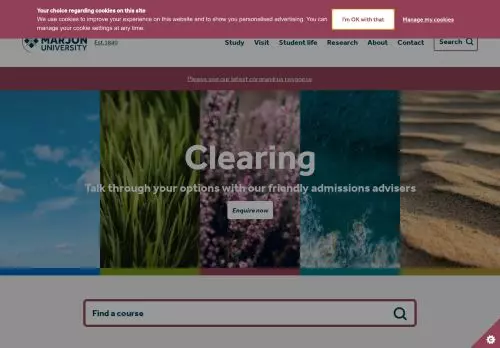 Your choice regarding cookies on this site
We use cookies to improve your experience on this website and to show you personalised advertising. You can
manage your cookie settings at any time.
I'm OK with that
Manage my cookies
MARJON
UNIVERSITY
Est.1840
Study Visit Student life Research About Contact Search
Please see our latest coronavirus response
Clearing
Talk through your options with our friendly admissions advisers
Enquire now
Find a course